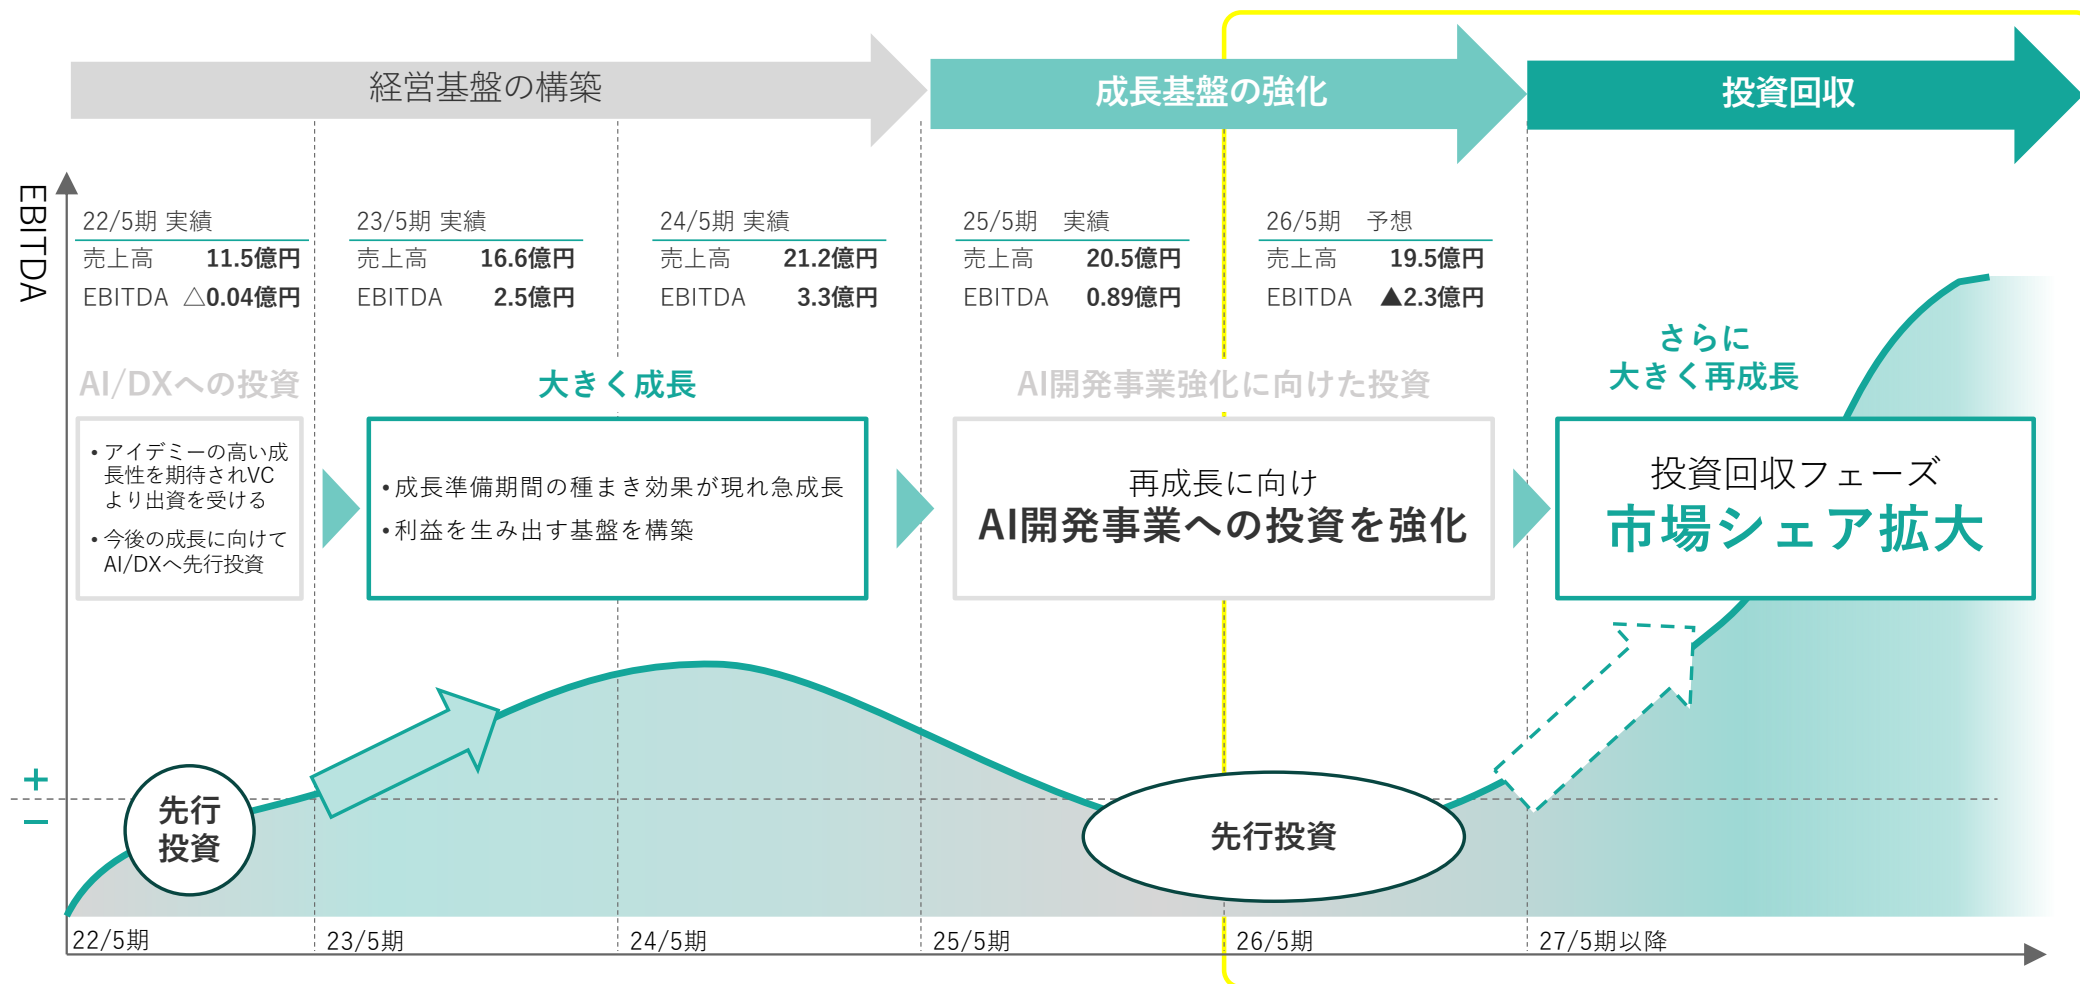 経営基盤の構築
成長基盤の強化
投資回収
EBITDA
22/5期 実績
売上高 11.5億円
EBITDA △0.04億円
23/5期 実績
売上高 16.6億円
EBITDA 2.5億円
24/5期 実績
売上高 21.2億円
EBITDA 3.3億円
25/5期 実績
売上高 20.5億円
EBITDA 0.89億円
26/5期 予想
売上高 19.5億円
EBITDA ▲2.3億円
AI/DXへの投資
• アイデミーの高い成
長性を期待されVC
より出資を受ける
• 今後の成長に向けて
AI/DXへ先行投資
大きく成長
• 成長準備期間の種まき効果が現れ急成長
• 利益を生み出す基盤を構築
AI開発事業強化に向けた投資
再成長に向け
AI開発事業への投資を強化
さらに
大きく再成長
投資回収フェーズ
市場シェア拡大
+
−
先行
投資
先行投資
22/5期
23/5期
24/5期
25/5期
26/5期
27/5期以降